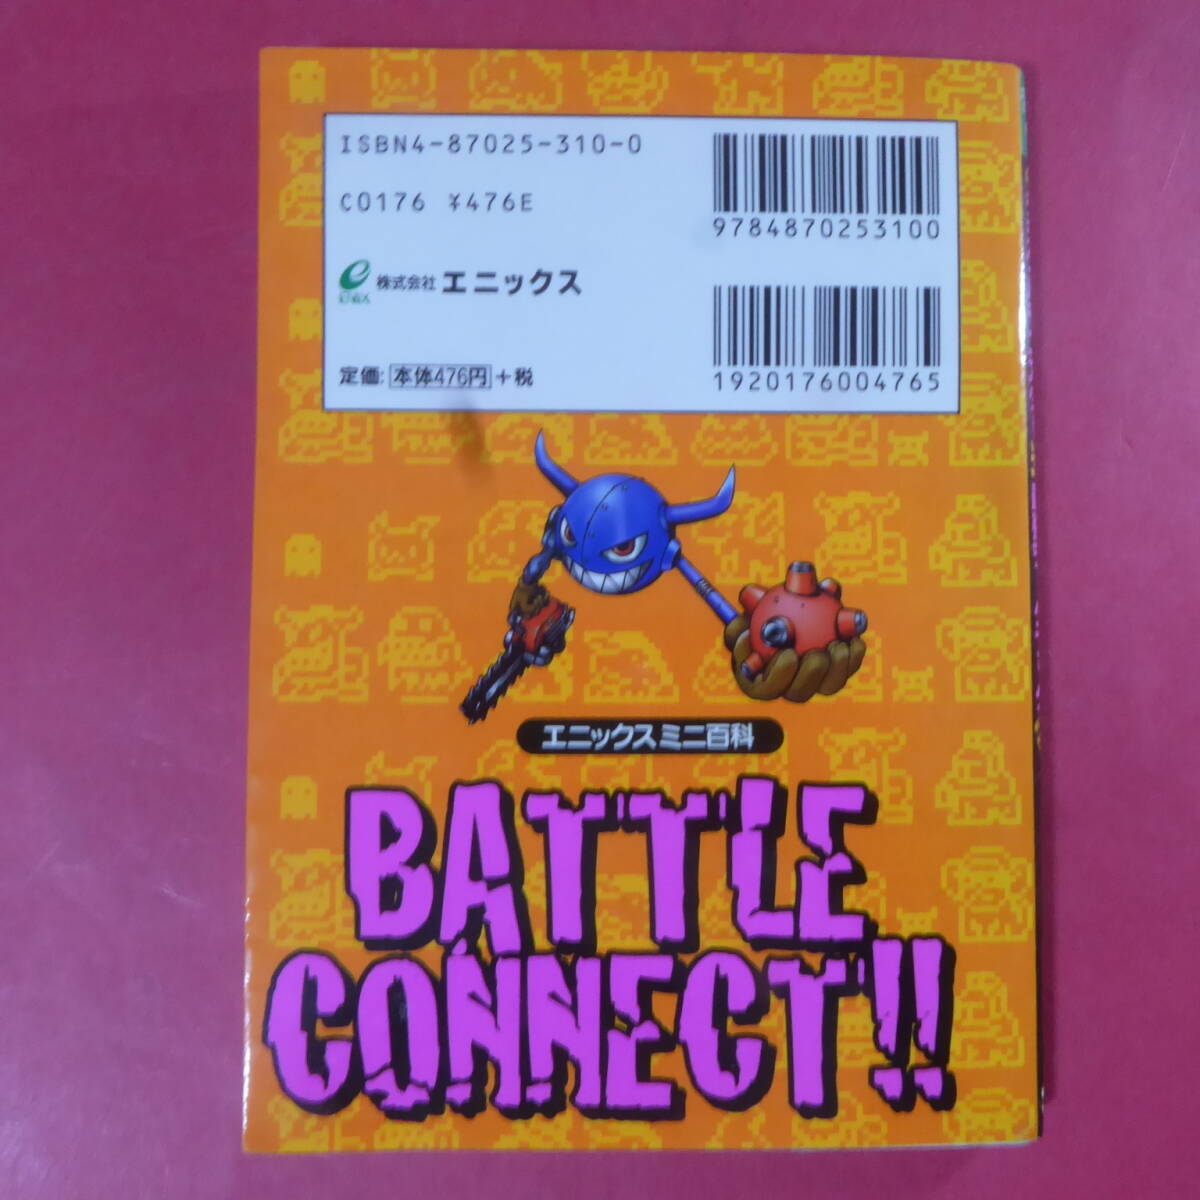 ISBN4-87025-310-0
9784870253100
C0176 ¥476E
株式会社 エニックス
1920176004765
定価: 本体476円+税
エニックスミニ百科
BATTLE
CONNECT!!